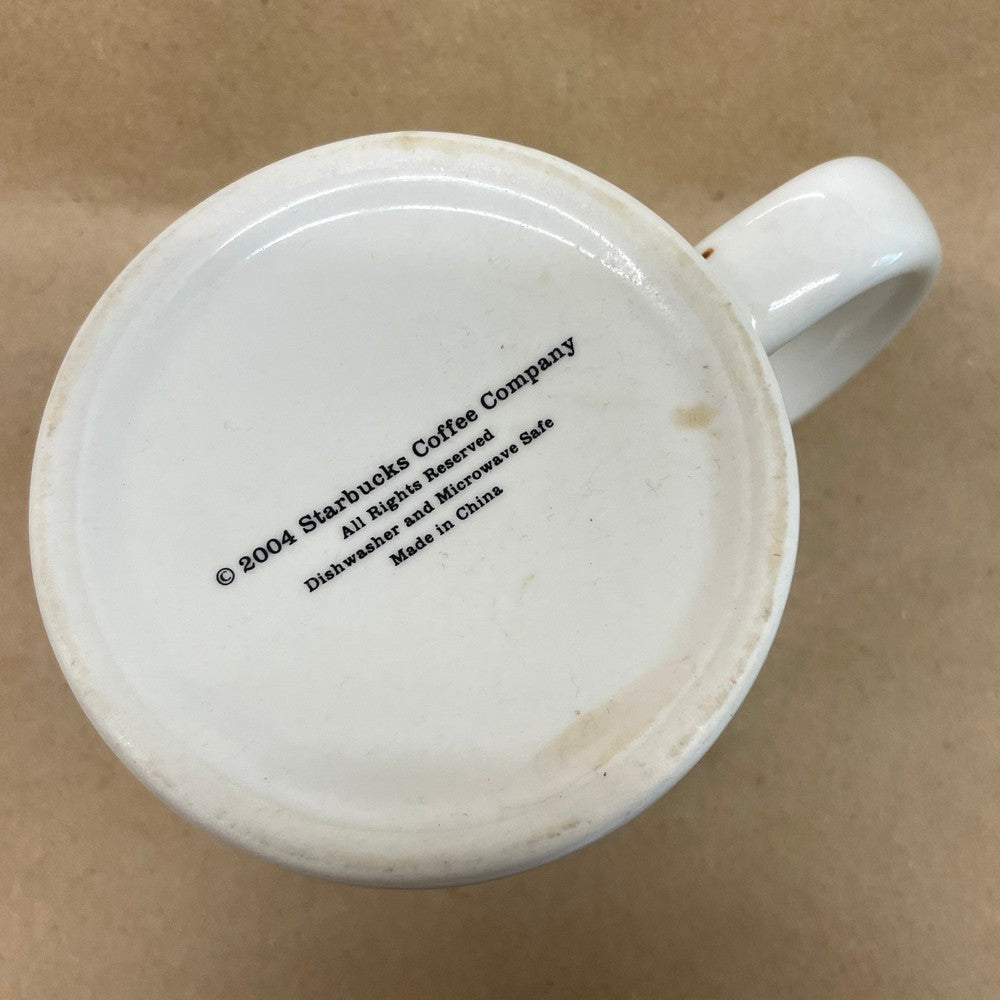 © 2004 Starbucks Coffee Company
All Rights Reserved
Dishwasher and Microwave Safe
Made in China